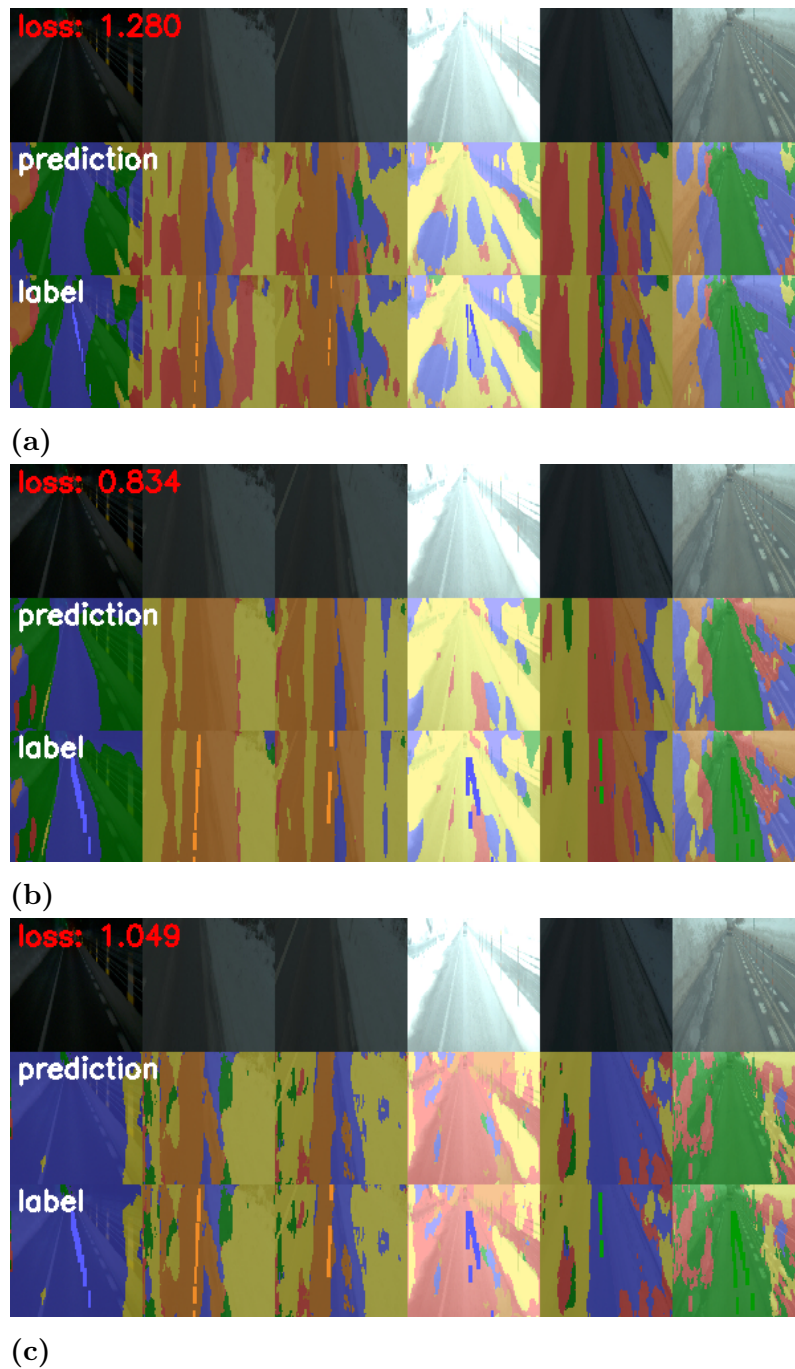 loss: 1.280
prediction
label
(a)
loss: 0.834
prediction
label
(b)
loss: 1.049
prediction
label
(c)